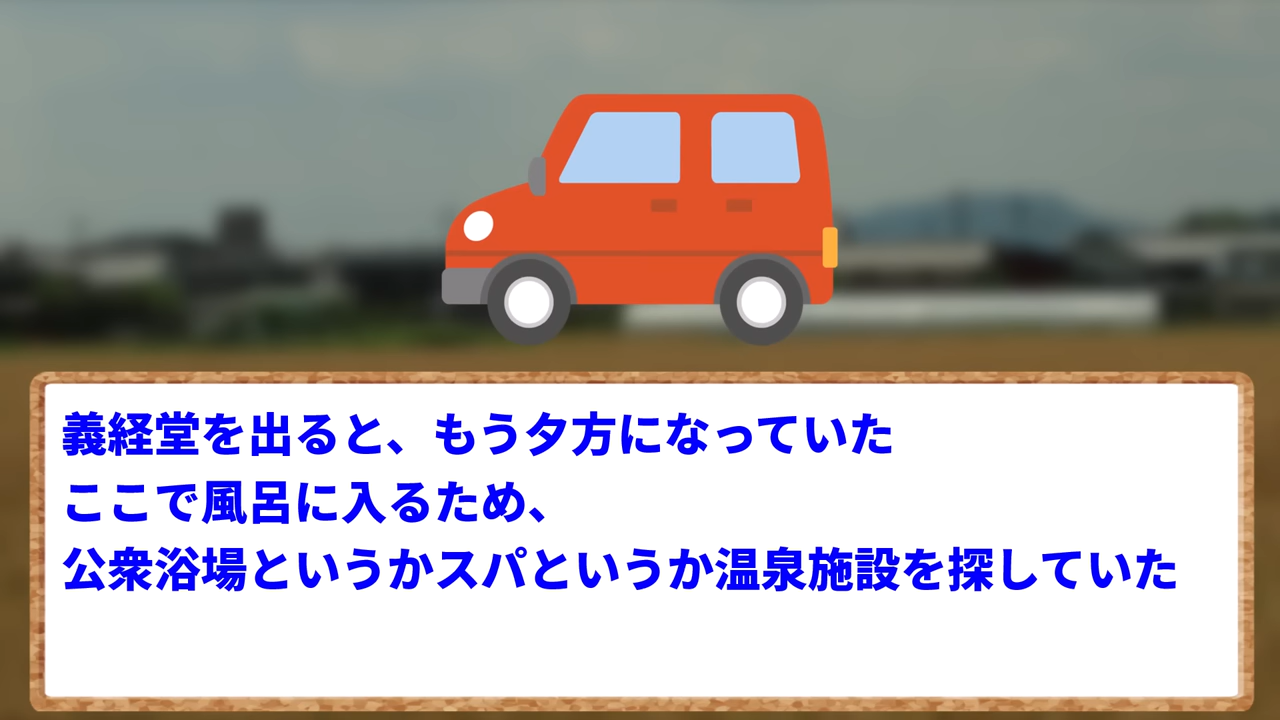 義経堂を出ると、もう夕方になっていた
ここで風呂に入るため、
公衆浴場というかスパというか温泉施設を探していた